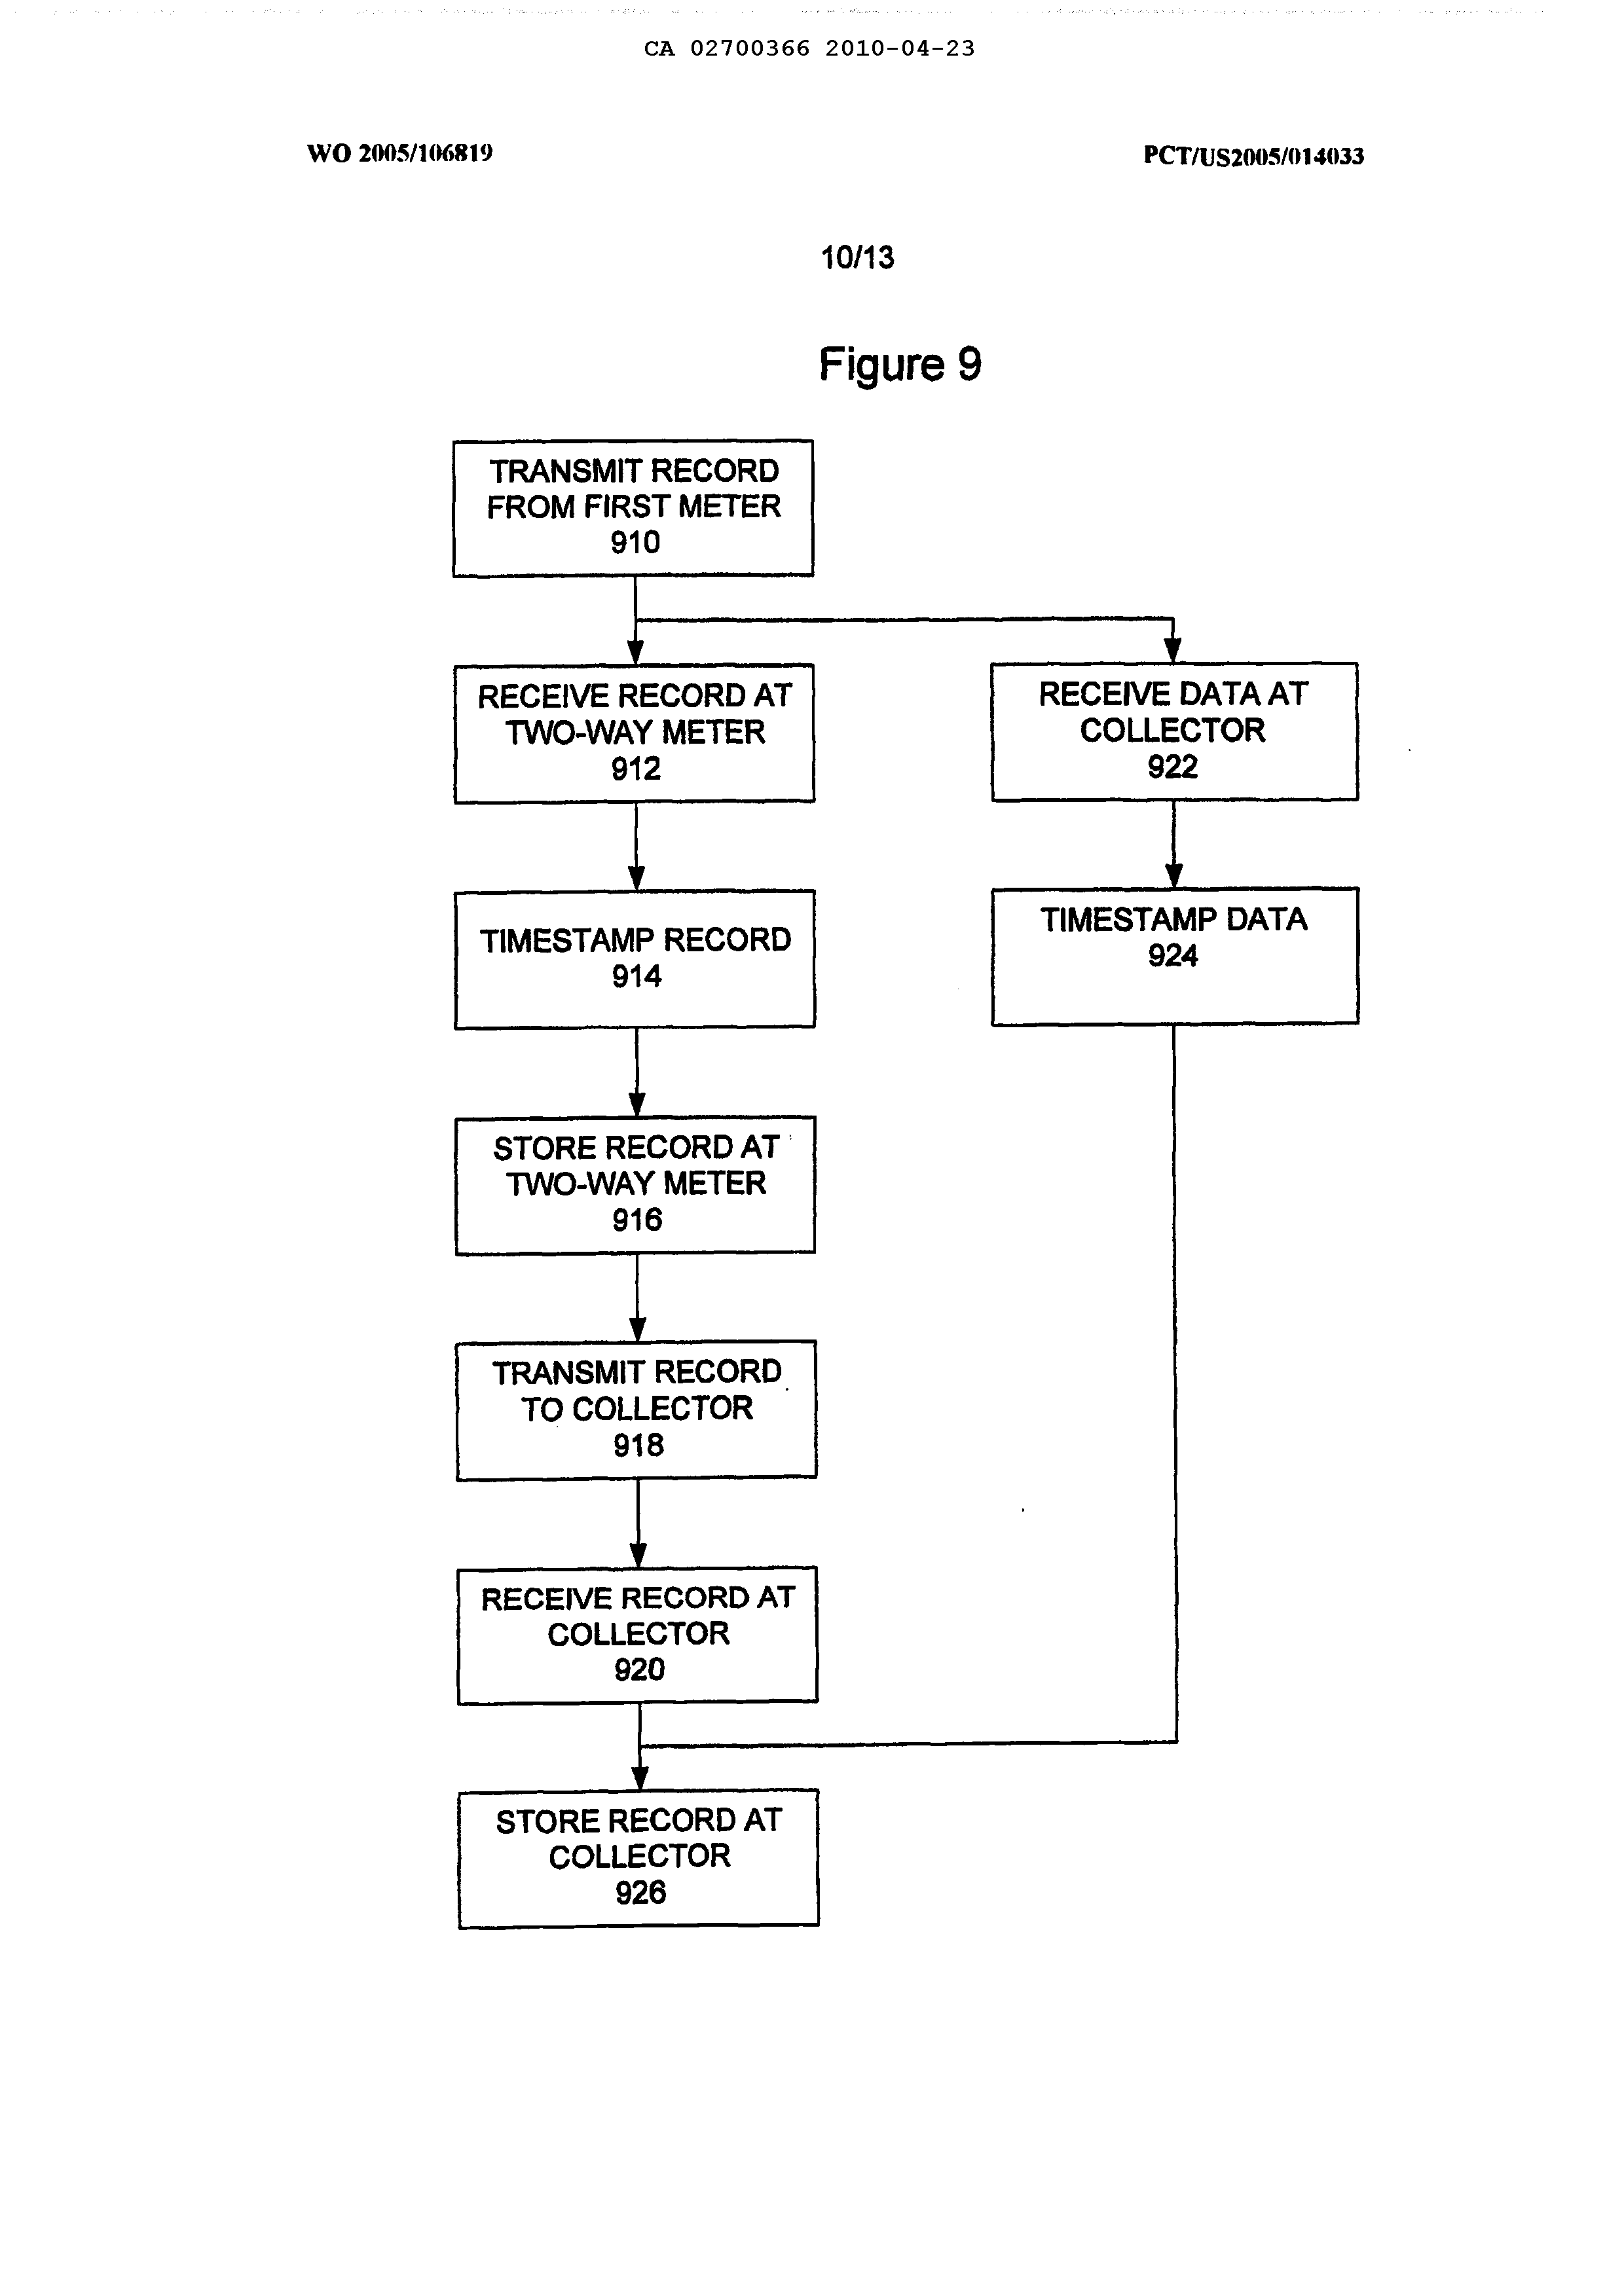 CA 02700366 2010-04-23
WO 2005/106819
PCT/US2005/014033
10/13
Figure 9
TRANSMIT RECORD
FROM FIRST METER
910
RECEIVE RECORD AT
TWO-WAY METER
912
RECEIVE DATA AT
COLLECTOR
922
TIMESTAMP RECORD
914
TIMESTAMP DATA
924
STORE RECORD AT
TWO-WAY METER
916
TRANSMIT RECORD
TO COLLECTOR
918
RECEIVE RECORD AT
COLLECTOR
920
STORE RECORD AT
COLLECTOR
926